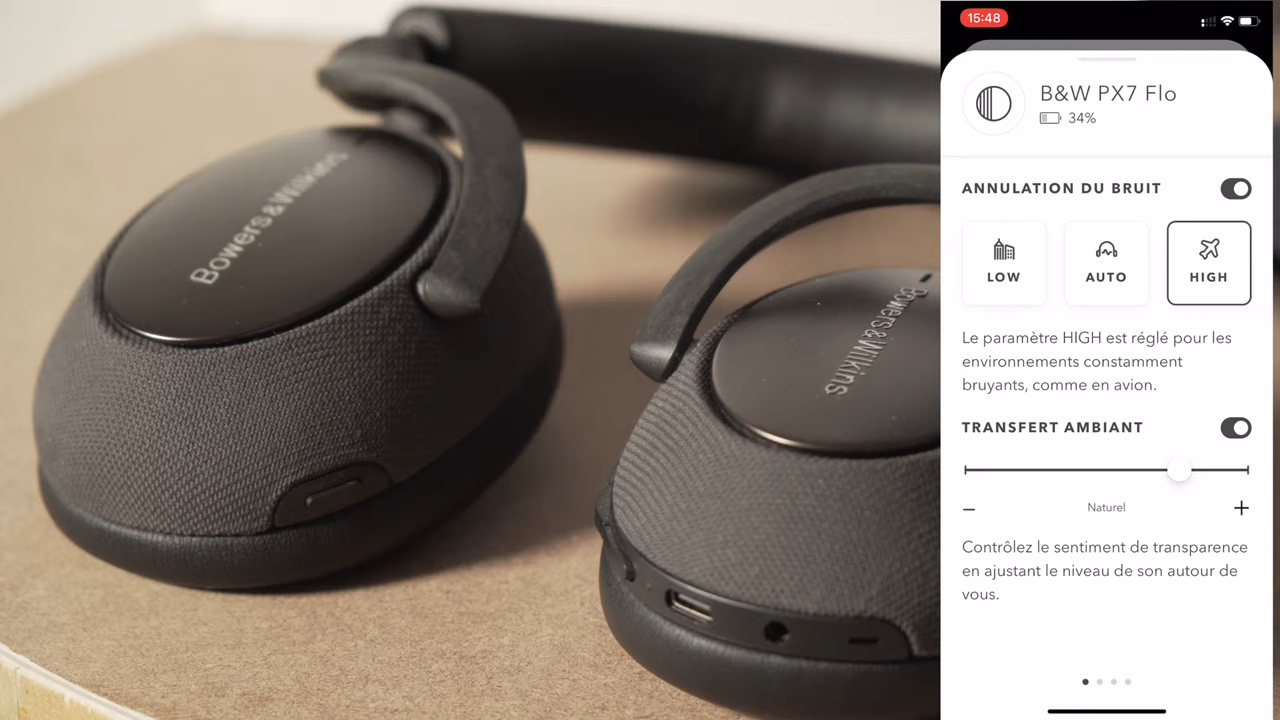 Bowers & Wilkins
Bowers & Wilkins
15:48
B&W PX7 Flo
34%
ANNULATION DU BRUIT
LOW
AUTO
HIGH
Le paramètre HIGH est réglé pour les
environnements constamment
bruyants, comme en avion.
TRANSFERT AMBIANT
Naturel
Contrôlez le sentiment de transparence
en ajustant le niveau de son autour de
vous.